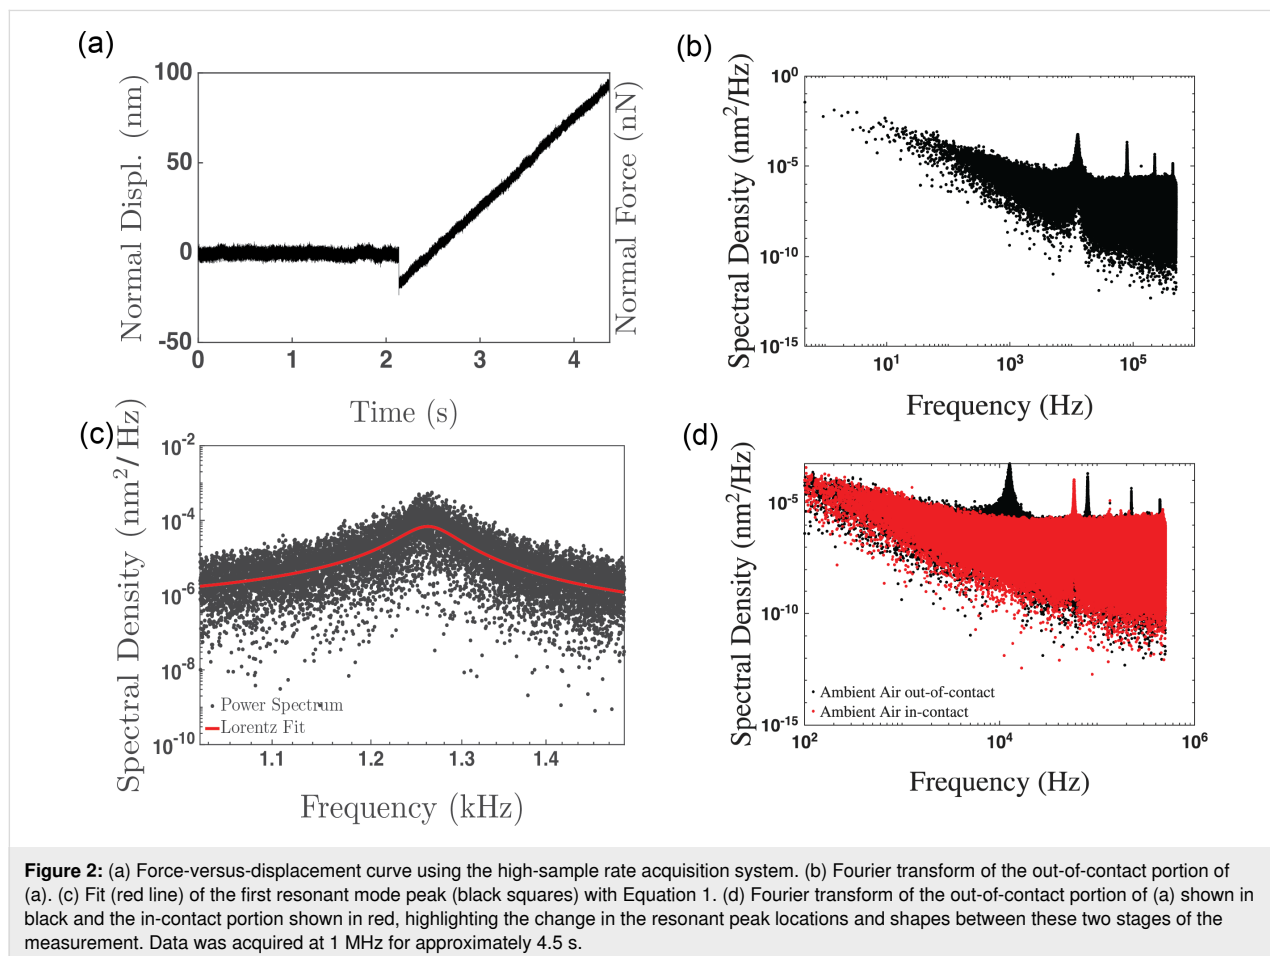 (a)
100
50
0
-50
0 1 2 3 4
Normal Displ. (nm)
Normal Force (nN)
Time (s)
(b)
10^0
10^-5
10^-10
10^-15
10^1 10^3 10^5
Spectral Density (nm^2/Hz)
Frequency (Hz)
(c)
10^-2
10^-4
10^-6
10^-8
10^-10
1.1 1.2 1.3 1.4
Spectral Density (nm^2/ Hz)
Power Spectrum
Lorentz Fit
Frequency (kHz)
(d)
10^-5
10^-10
10^-15
10^2 10^4 10^6
Spectral Density (nm^2/Hz)
Ambient Air out-of-contact
Ambient Air in-contact
Frequency (Hz)
Figure 2: (a) Force-versus-displacement curve using the high-sample rate acquisition system. (b) Fourier transform of the out-of-contact portion of
(a). (c) Fit (red line) of the first resonant mode peak (black squares) with Equation 1. (d) Fourier transform of the out-of-contact portion of (a) shown in
black and the in-contact portion shown in red, highlighting the change in the resonant peak locations and shapes between these two stages of the
measurement. Data was acquired at 1 MHz for approximately 4.5 s.